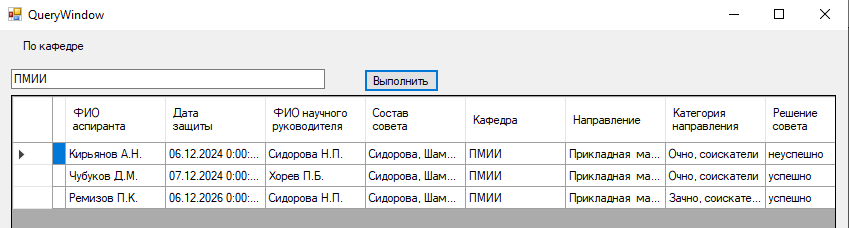 QueryWindow
По кафедре
ПМИИ Выполнить
ФИО аспиранта Дата защиты ФИО научного руководителя Состав совета Кафедра Направление Категория направления Решение совета
Кирьянов А.Н. 06.12.2024 0:00:... Сидорова Н.П. Сидорова, Шам... ПМИИ Прикладная ма... Очно, соискатели неуспешно
Чубуков Д.М. 07.12.2024 0:00:... Хорев П.Б. Сидорова, Шам... ПМИИ Прикладная ма... Очно, соискатели успешно
Ремизов П.К. 06.12.2026 0:00:... Сидорова Н.П. Сидорова, Шам... ПМИИ Прикладная ма... Зачно, соискате... успешно